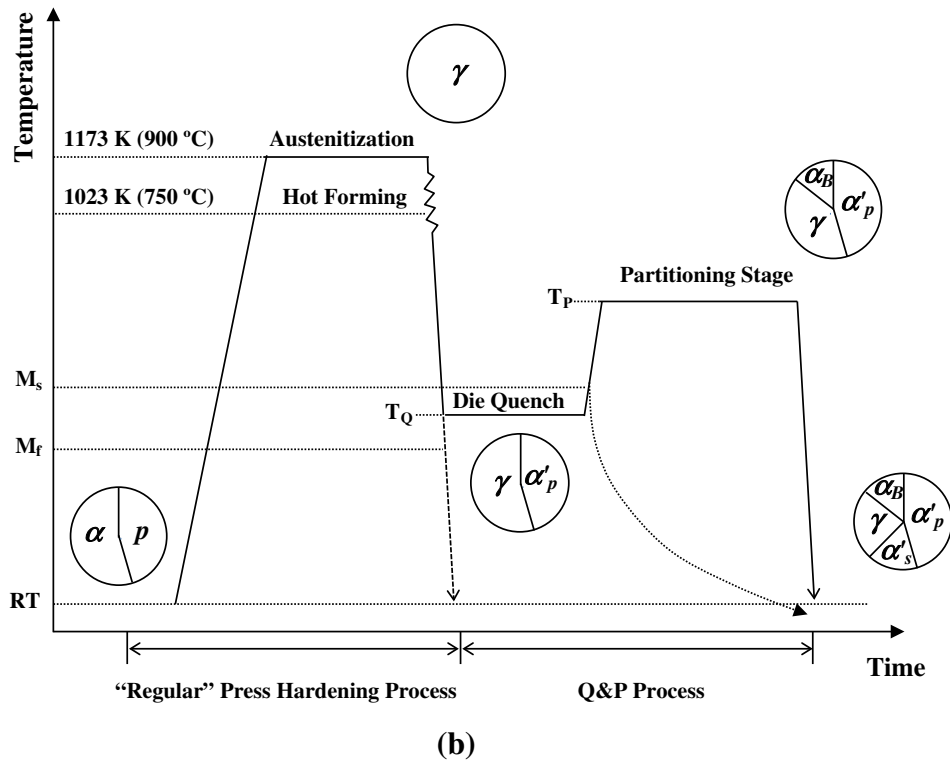 Temperature
γ
1173 K (900 ºC)
Austenitization
1023 K (750 ºC)
Hot Forming
α_B
α'_p
γ
Partitioning Stage
T_P
M_s
T_Q
Die Quench
M_f
γ
α'_p
α
p
α_B
α'_p
γ
α'_s
RT
Time
“Regular” Press Hardening Process
Q&P Process
(b)